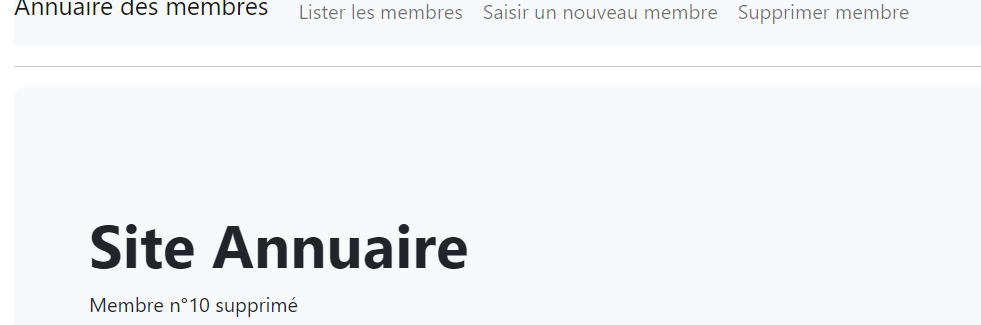 Annuaire des membres Lister les membres Saisir un nouveau membre Supprimer membre
Site Annuaire
Membre n°10 supprimé